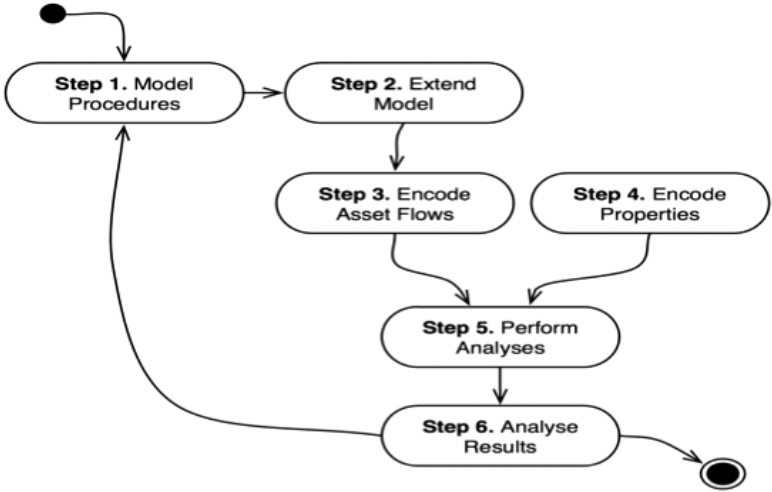 Step 1. Model
Procedures
Step 2. Extend
Model
Step 3. Encode
Asset Flows
Step 4. Encode
Properties
Step 5. Perform
Analyses
Step 6. Analyse
Results